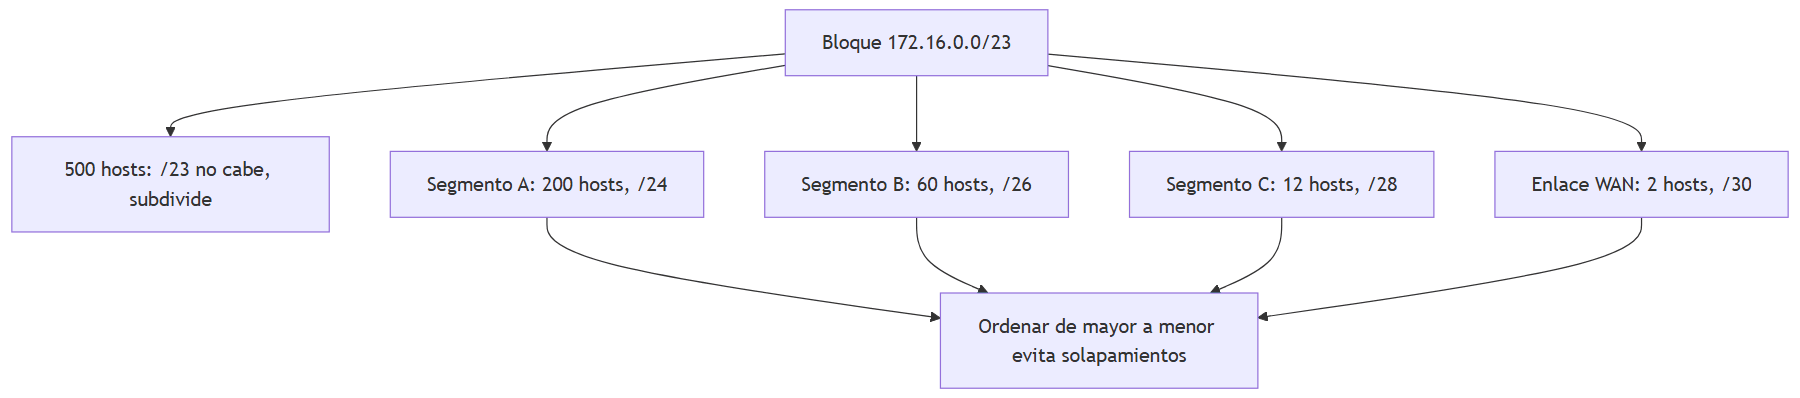 Bloque 172.16.0.0/23
500 hosts: /23 no cabe,
subdivide
Segmento A: 200 hosts, /24
Segmento B: 60 hosts, /26
Segmento C: 12 hosts, /28
Enlace WAN: 2 hosts, /30
Ordenar de mayor a menor
evita solapamientos